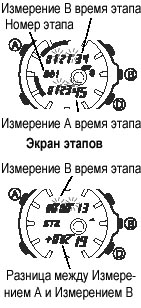 Измерение В время этапа
Номер этапа
A
B
D
Измерение А время этапа
Экран этапов
Измерение В время этапа
A
B
D
Разница между Измере-
нием А и Измерением В